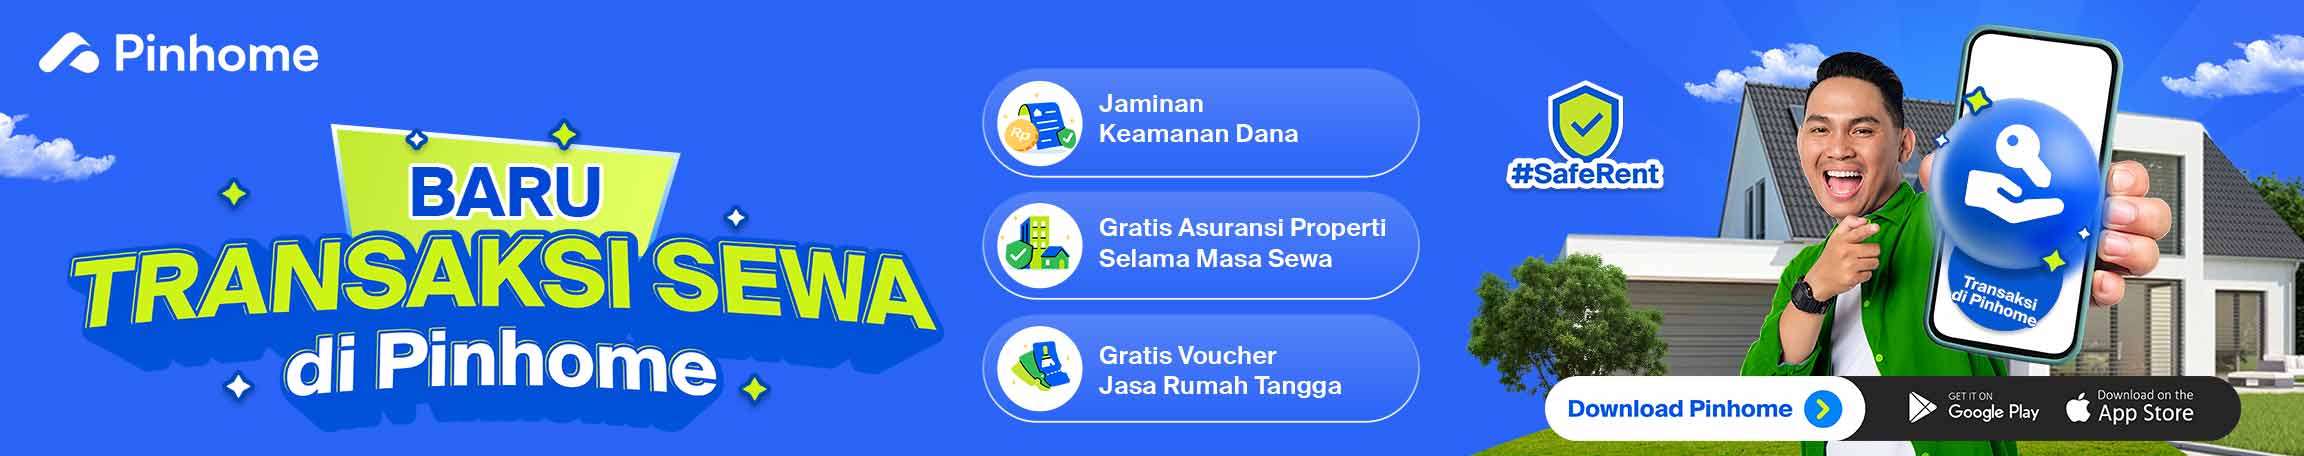 Pinhome
BARU
TRANSAKSI SEWA
di Pinhome
Rp
Jaminan
Keamanan Dana
Gratis Asuransi Properti
Selama Masa Sewa
Gratis Voucher
Jasa Rumah Tangga
#SafeRent
Transaksi
di Pinhome
Download Pinhome
GET IT ON
Google Play
Download on the
App Store